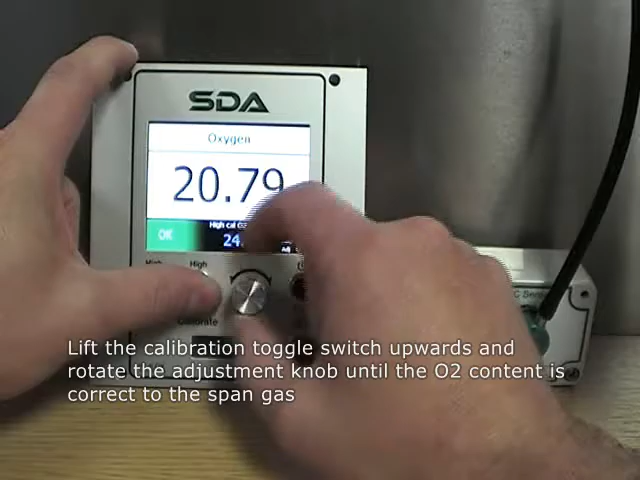 SDA
Oxygen
20.79
High cal
OK
High
High
Calibrate
Lift the calibration toggle switch upwards and
rotate the adjustment knob until the O2 content is
correct to the span gas